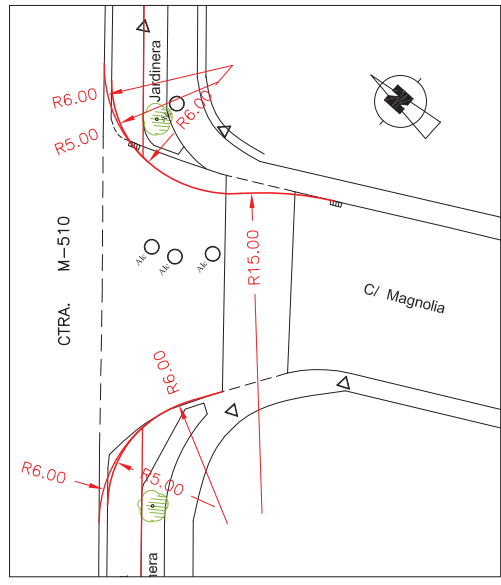 Jardinera
R6.00
R6.00
R5.00
N
CTRA. M-510
Alc
Alc
Alc
R15.00
C/ Magnolia
R6.00
R6.00
R5.00
nera